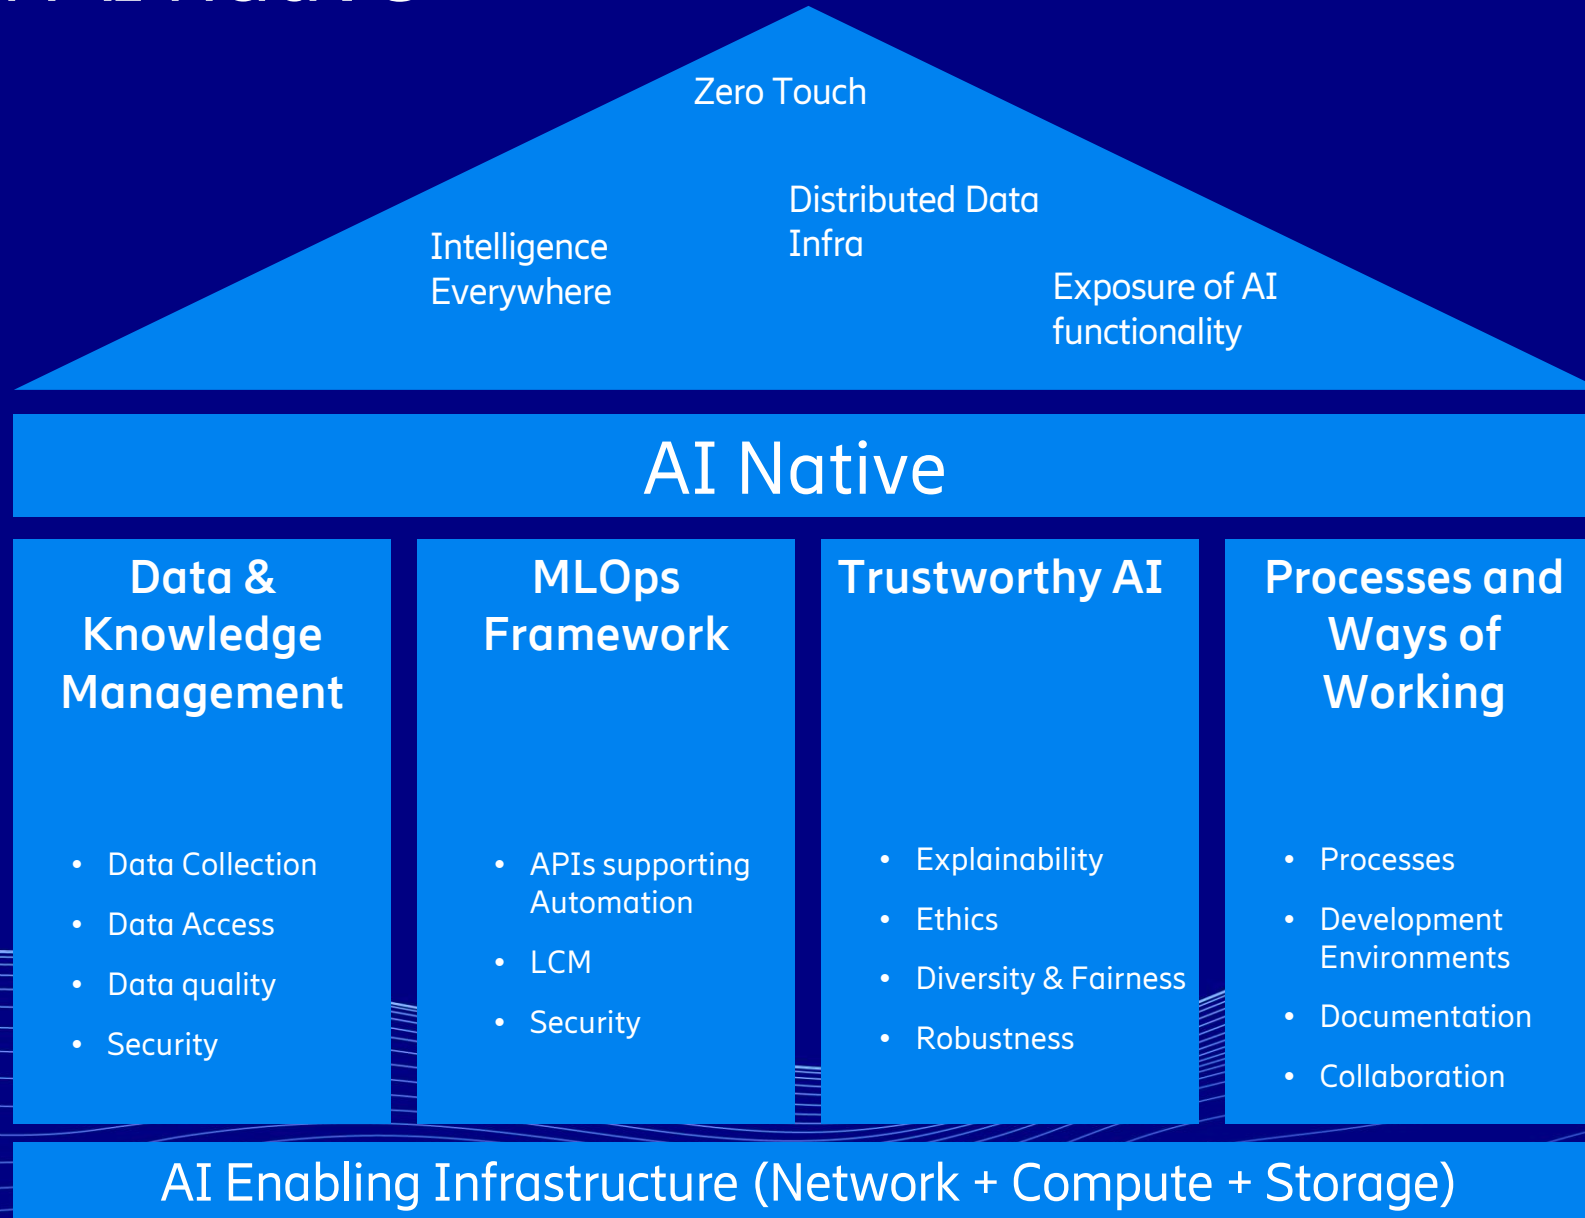 Zero Touch
Distributed Data
Infra
Intelligence
Everywhere
Exposure of AI
functionality
AI Native
Data &
Knowledge
Management
• Data Collection
• Data Access
• Data quality
• Security
MLOps
Framework
• APIs supporting
Automation
• LCM
• Security
Trustworthy AI
• Explainability
• Ethics
• Diversity & Fairness
• Robustness
Processes and
Ways of
Working
• Processes
• Development
Environments
• Documentation
• Collaboration
AI Enabling Infrastructure (Network + Compute + Storage)